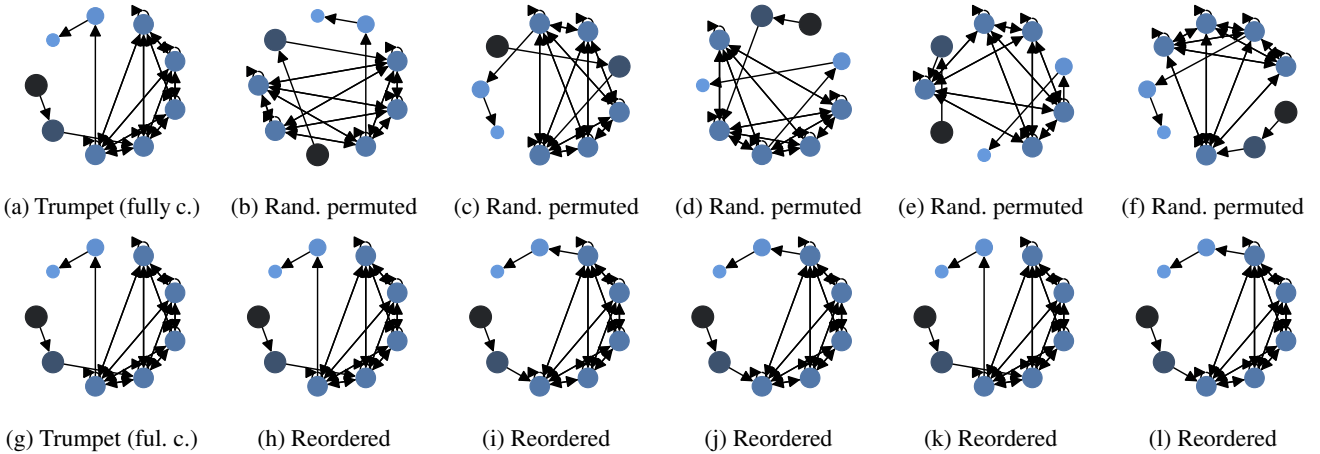 (a) Trumpet (fully c.) (b) Rand. permuted (c) Rand. permuted (d) Rand. permuted (e) Rand. permuted (f) Rand. permuted
(g) Trumpet (ful. c.) (h) Reordered (i) Reordered (j) Reordered (k) Reordered (l) Reordered